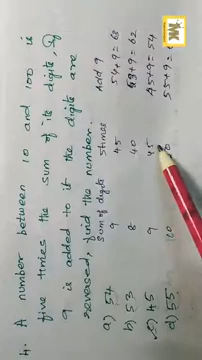 4. A number between 10 and 100 is
five times the sum of its digits, If
9 is added to it the digits are
reversed, find the number.
Sum of digits 5 times Add 9
a) 54 9 45 54+9=63
b) 53 8 40 53+9=62
c) 45 9 45 45+9=54
d) 55 10 55+9=